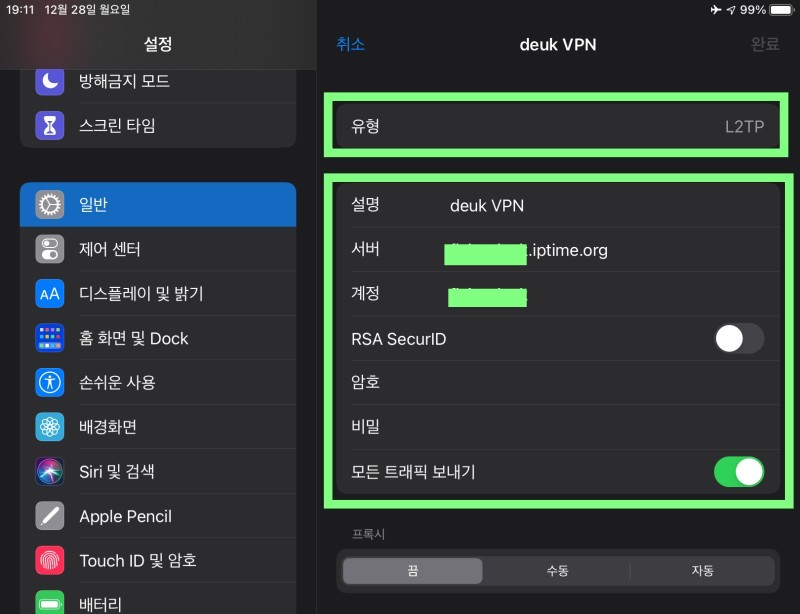 19:11 12월 28일 월요일
99%
설정
방해금지 모드
스크린 타임
일반
제어 센터
AA 디스플레이 및 밝기
홈 화면 및 Dock
손쉬운 사용
배경화면
Siri 및 검색
Apple Pencil
Touch ID 및 암호
배터리
취소 deuk VPN 완료
유형 L2TP
설명 deuk VPN
서버 .iptime.org
계정
RSA SecurID
암호
비밀
모든 트래픽 보내기
프록시
끔 수동 자동